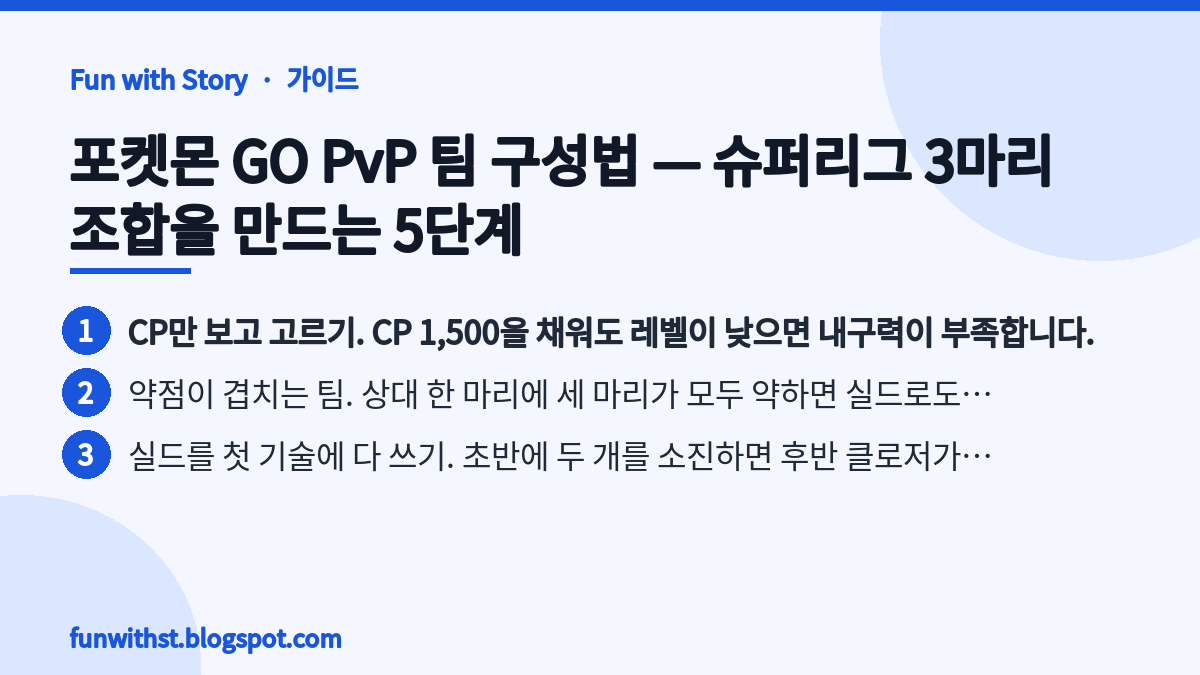 Fun with Story · 가이드
포켓몬 GO PvP 팀 구성법 — 슈퍼리그 3마리
조합을 만드는 5단계
1 CP만 보고 고르기. CP 1,500을 채워도 레벨이 낮으면 내구력이 부족합니다.
2 약점이 겹치는 팀. 상대 한 마리에 세 마리가 모두 약하면 실드로도…
3 실드를 첫 기술에 다 쓰기. 초반에 두 개를 소진하면 후반 클로저가…
funwithst.blogspot.com